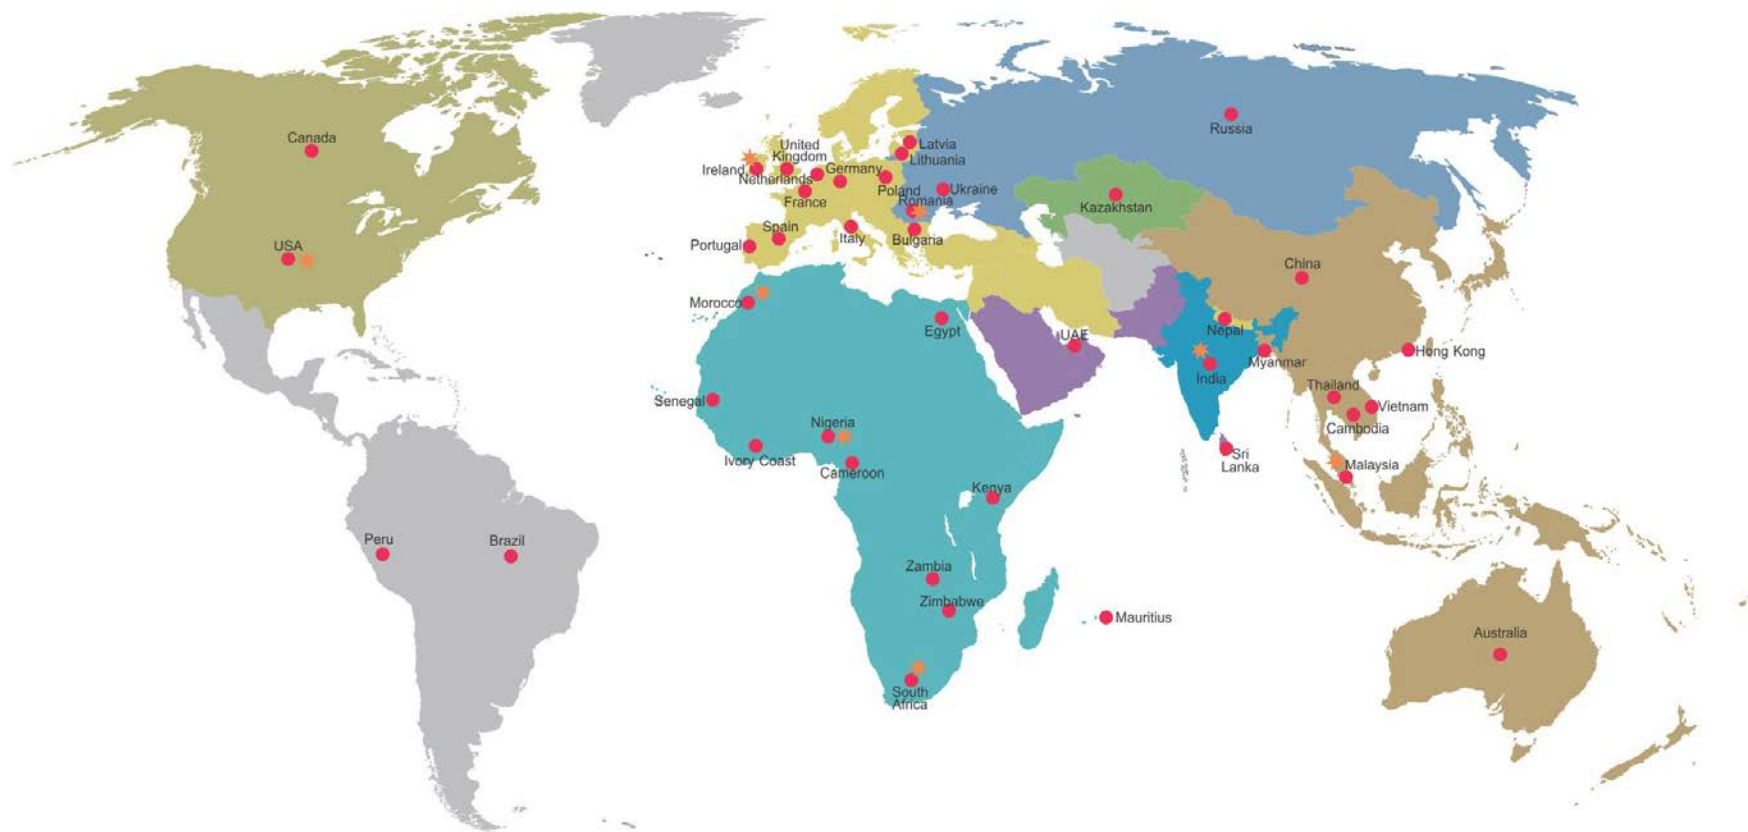 Canada
USA
Peru
Brazil
Ireland
United
Kingdom
Netherlands
Germany
France
Latvia
Lithuania
Poland
Ukraine
Romania
Bulgaria
Portugal
Spain
Italy
Russia
Kazakhstan
China
Morocco
Egypt
UAE
Nepal
India
Myanmar
Hong Kong
Thailand
Vietnam
Cambodia
Sri
Lanka
Malaysia
Senegal
Ivory Coast
Nigeria
Cameroon
Kenya
Zambia
Zimbabwe
Mauritius
South
Africa
Australia